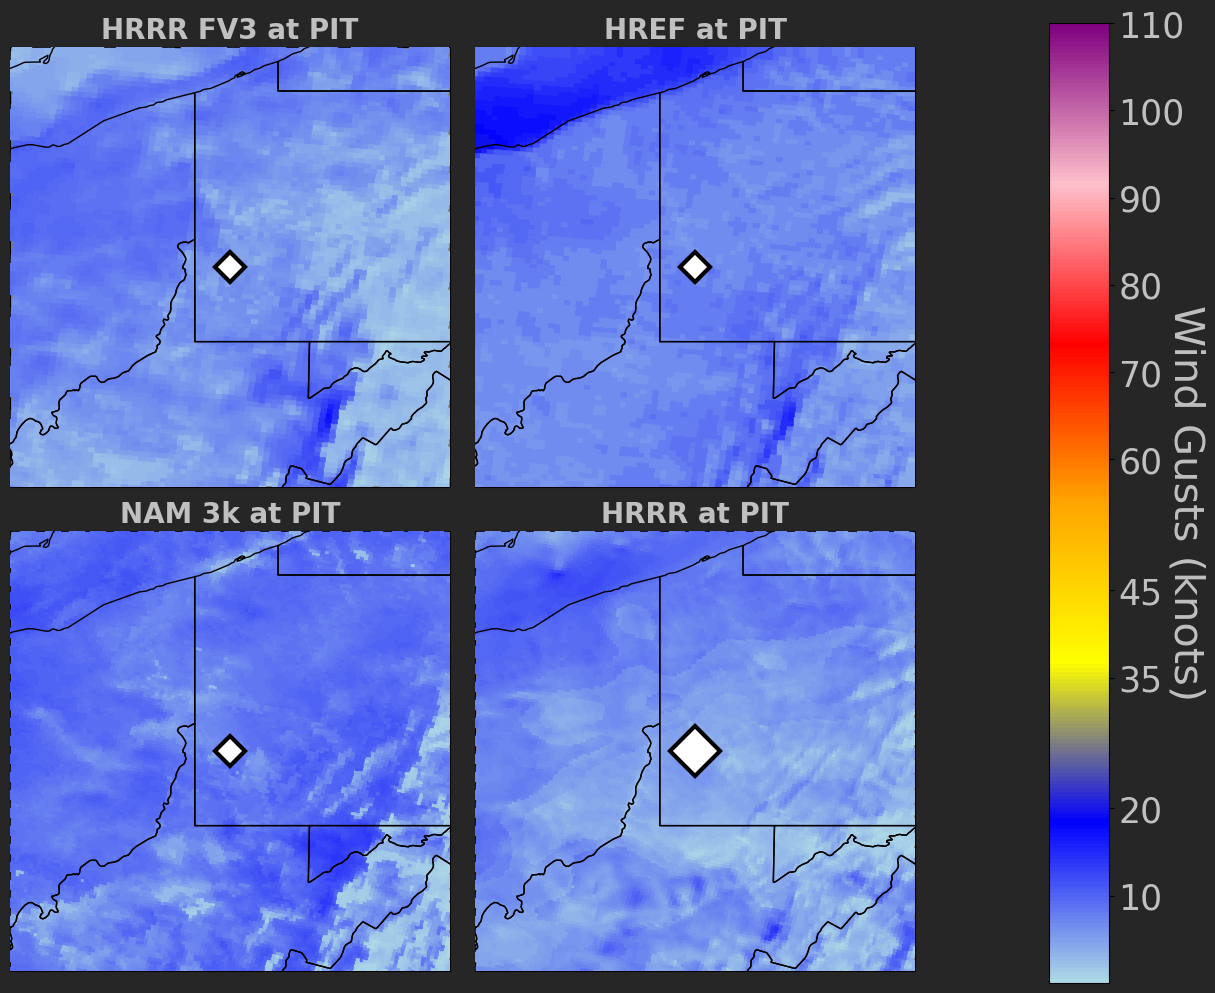 HRRR FV3 at PIT
HREF at PIT
NAM 3k at PIT
HRRR at PIT
110
100
90
80
70
60
45
35
20
10
Wind Gusts (knots)